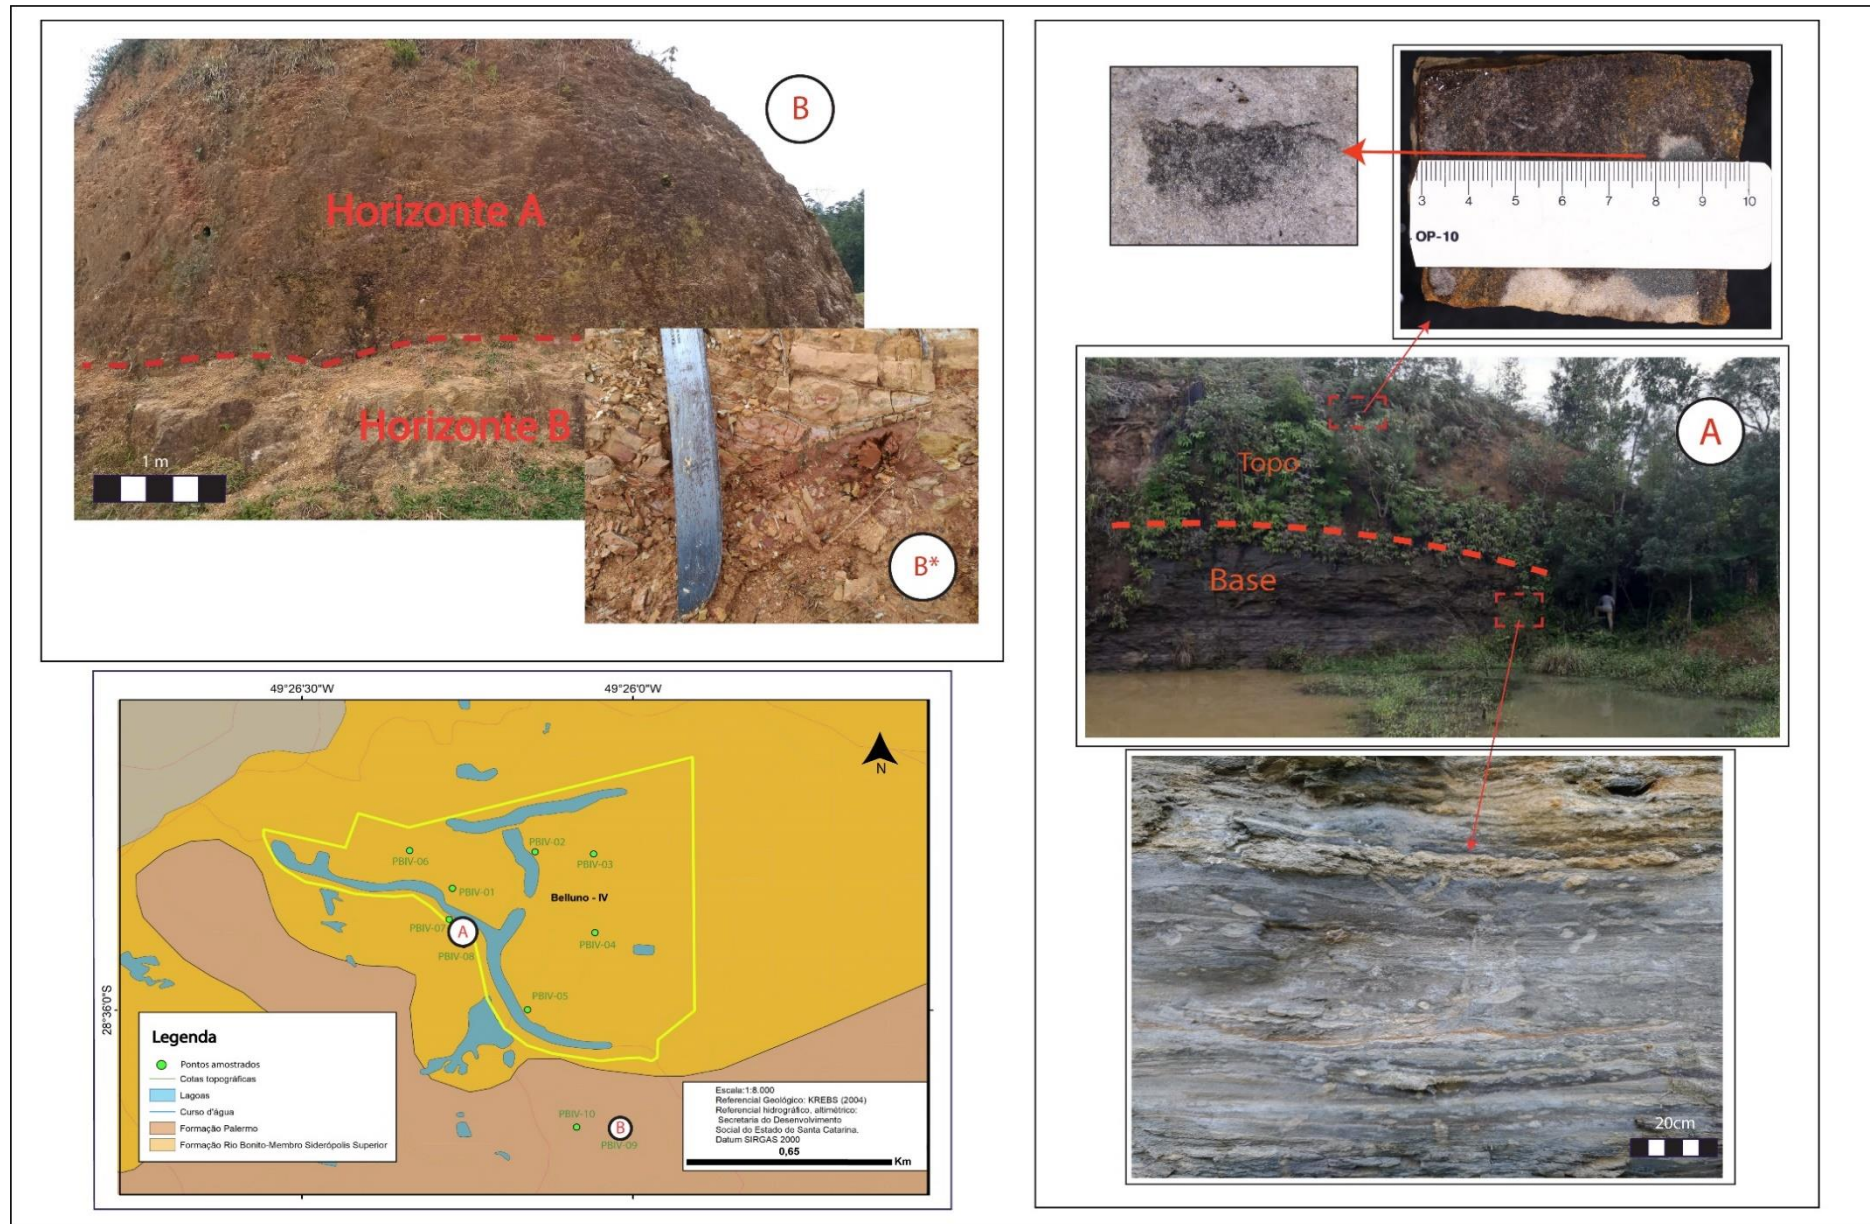 B
Horizonte A
Horizonte B
1 m
B*
49°26'30"W
49°26'0"W
28°36'0"S
N
PBIV-06
PBIV-02
PBIV-03
PBIV-01
Belluno - IV
PBIV-07
A
PBIV-08
PBIV-04
PBIV-05
PBIV-10
B
PBIV-09
Legenda
Pontos amostrados
Cotas topográficas
Lagoas
Curso d'água
Formação Palermo
Formação Rio Bonito-Membro Siderópolis Superior
Escala:1:8.000
Referencial Geológico: KREBS (2004)
Referencial hidrográfico, altimétrico:
Secretaria do Desenvolvimento
Social do Estado de Santa Catarina.
Datum SIRGAS 2000
0,65
Km
3 4 5 6 7 8 9 10
OP-10
A
Topo
Base
20cm